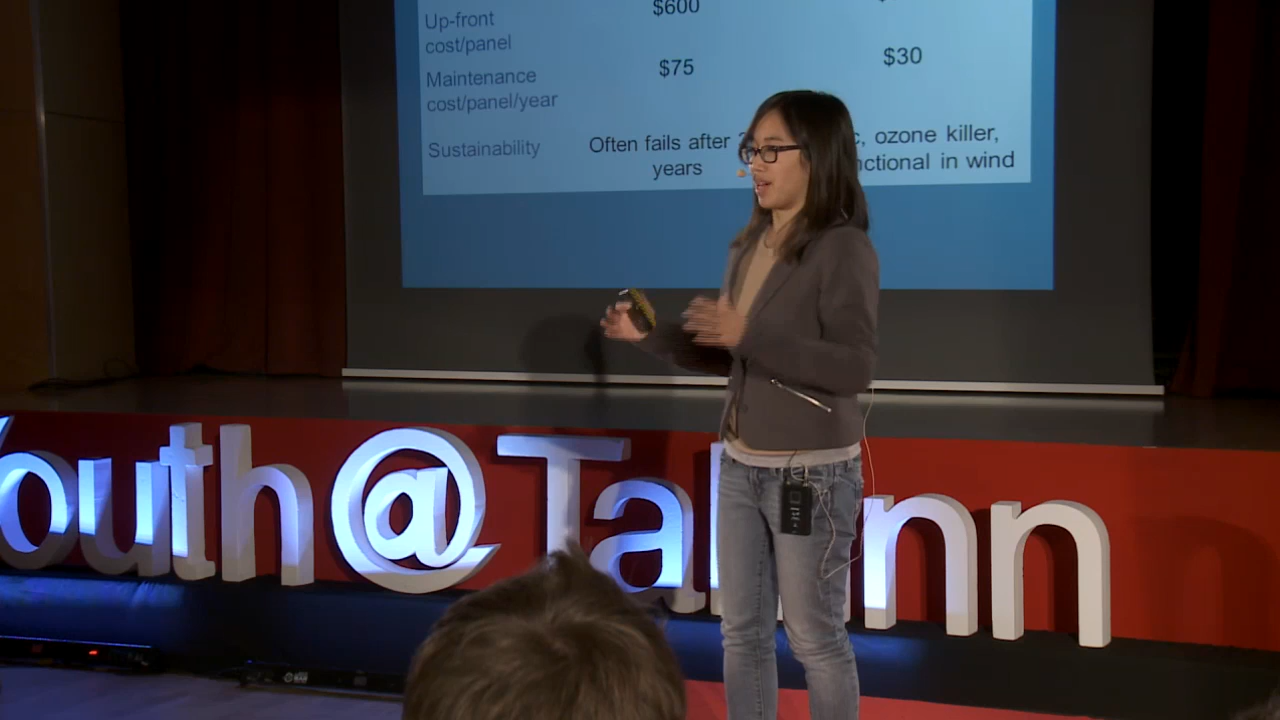 Up-front
cost/panel
$600
Maintenance
cost/panel/year
$75
$30
Sustainability
Often fails after
years
ozone killer,
in wind
outh@Ta nn